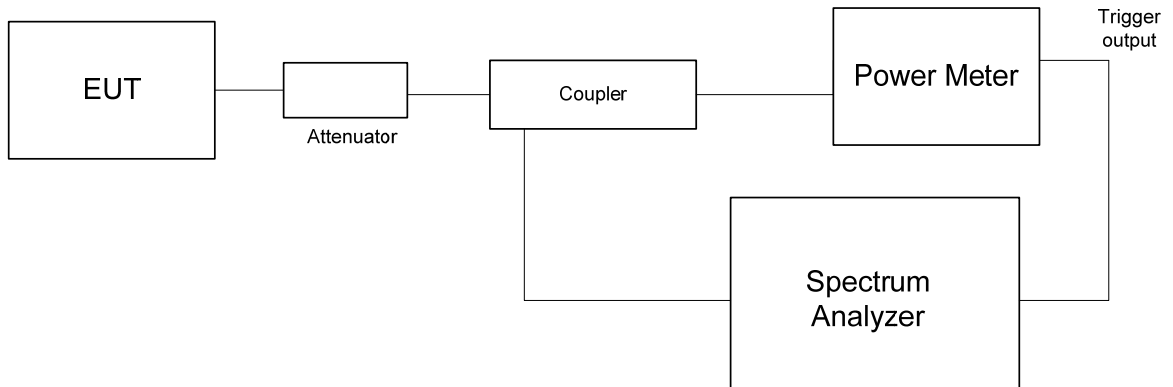 Trigger
output
EUT
Attenuator
Coupler
Power Meter
Spectrum
Analyzer